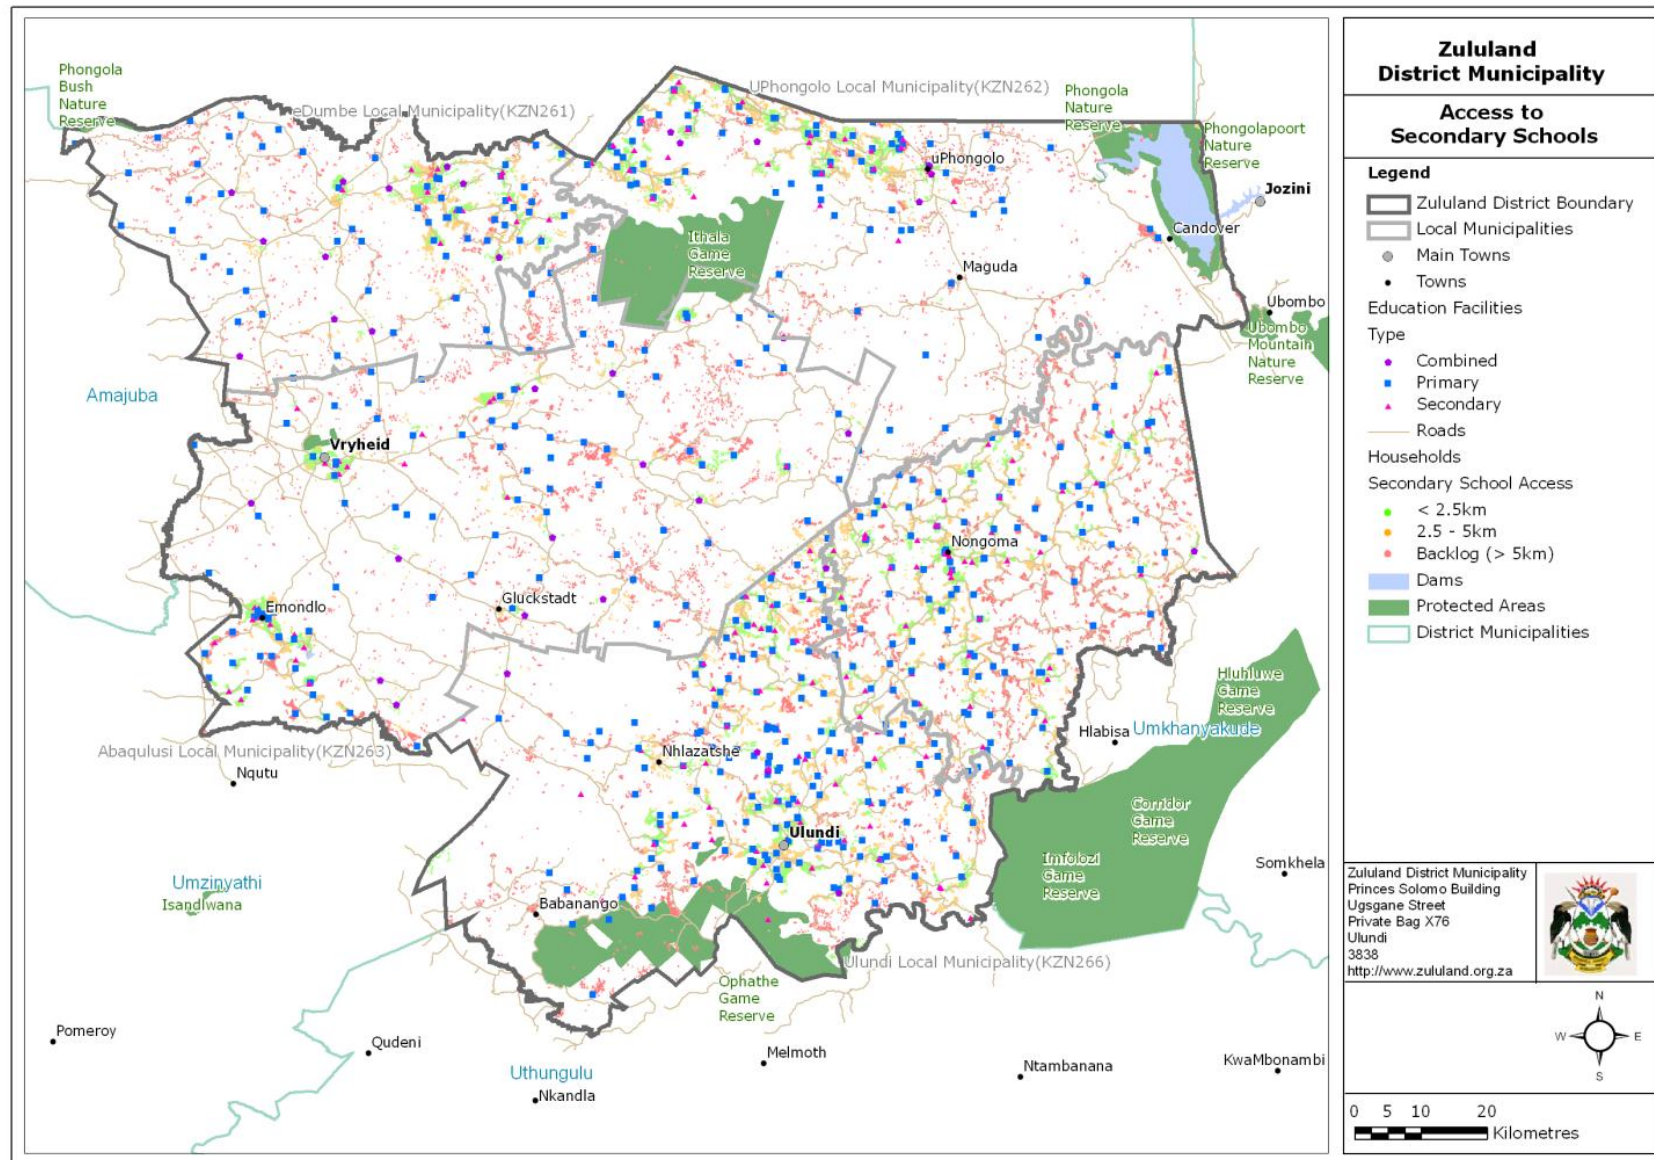 Phongola
Bush
Nature
Reserve
eDumbe Local Municipality(KZN261)
UPhongolo Local Municipality(KZN262)
Phongola
Nature
Reserve
Phongolapoort
Nature
Reserve
uPhongolo
Jozini
Candover
Ithala
Game
Reserve
Maguda
Ubombo
Ubombo
Mountain
Nature
Reserve
Amajuba
Vryheid
Nongoma
Emondlo
Gluckstadt
Hluhluwe
Game
Reserve
Hlabisa
Umkhanyakude
Abaqulusi Local Municipality(KZN263)
Nqutu
Nhlazatshe
Corridor
Game
Reserve
Ulundi
Imfolozi
Game
Reserve
Somkhela
Umzinyathi
Isandlwana
Babanango
Ulundi Local Municipality(KZN266)
Ophathe
Game
Reserve
Pomeroy
Qudeni
Melmoth
Uthungulu
Ntambanana
KwaMbonambi
Nkandla
Zululand
District Municipality
Access to
Secondary Schools
Legend
Zululand District Boundary
Local Municipalities
Main Towns
Towns
Education Facilities
Type
Combined
Primary
Secondary
Roads
Households
Secondary School Access
< 2.5km
2.5 - 5km
Backlog (> 5km)
Dams
Protected Areas
District Municipalities
Zululand District Municipality
Princes Solomo Building
Ugsgane Street
Private Bag X76
Ulundi
3838
http://www.zululand.org.za
N
W E
S
0 5 10 20
Kilometres